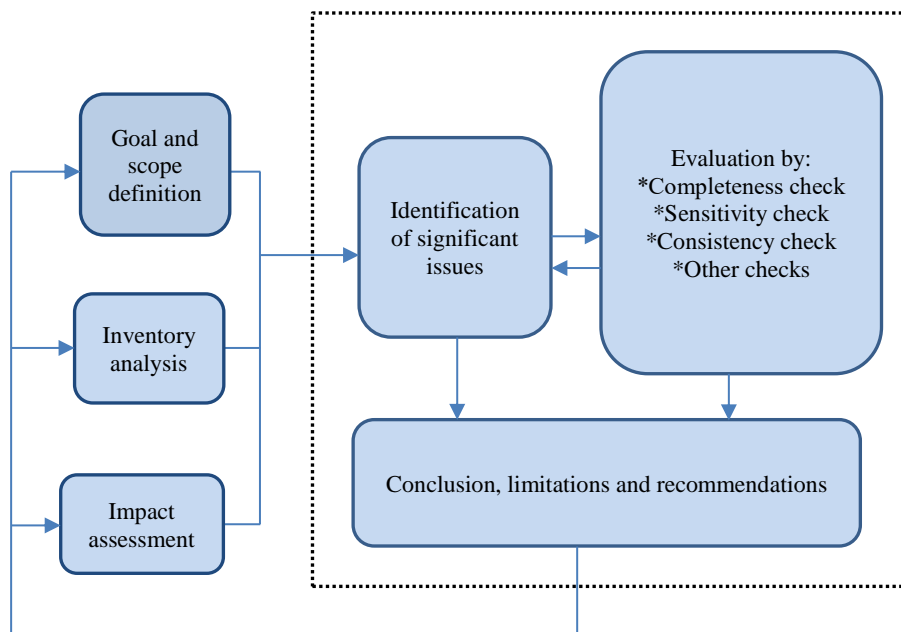 Goal and
scope
definition
Inventory
analysis
Impact
assessment
Identification
of significant
issues
Evaluation by:
*Completeness check
*Sensitivity check
*Consistency check
*Other checks
Conclusion, limitations and recommendations